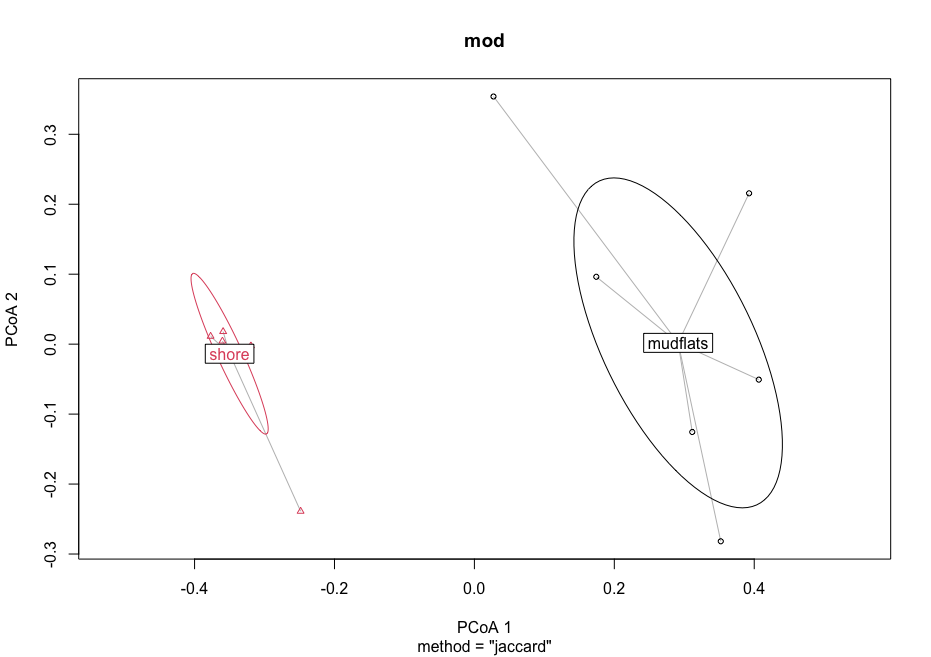 mod
PCoA 2
0.3
0.2
0.1
0.0
-0.1
-0.2
-0.3
shore
mudflats
-0.4
-0.2
0.0
0.2
0.4
PCoA 1
method = "jaccard"